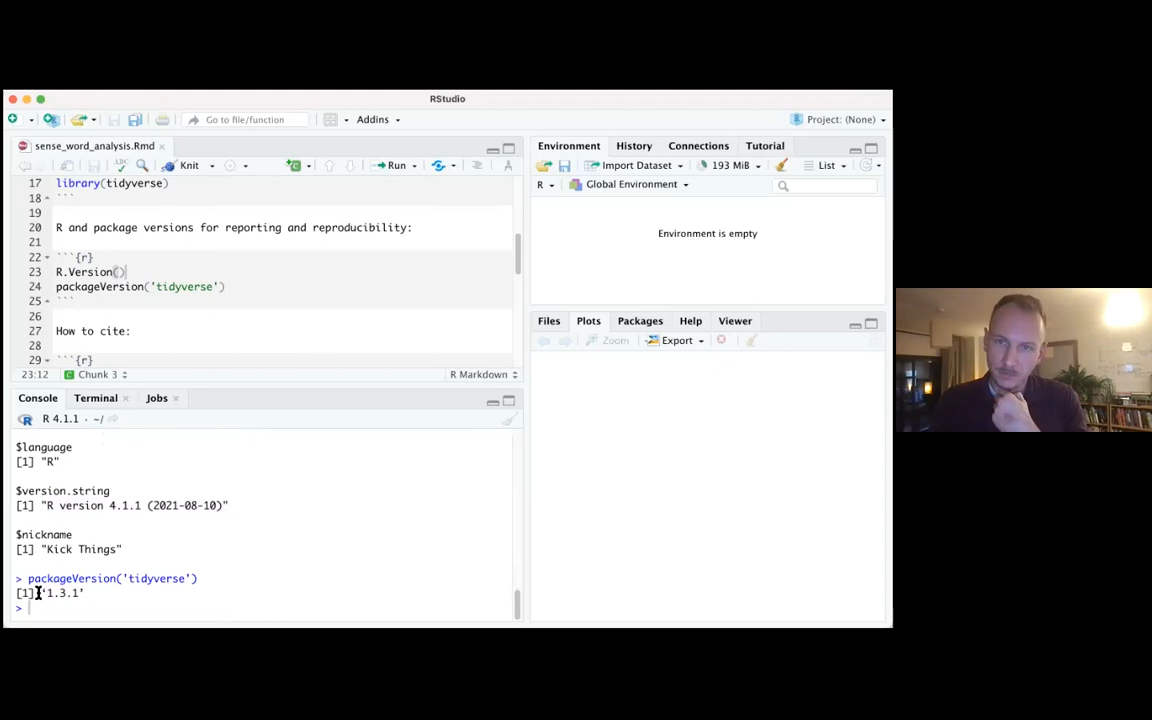 RStudio
Go to file/function
Addins
Project: (None)
sense_word_analysis.Rmd
ABC
Knit
Run
17 library(tidyverse)
18 ```
19
20 R and package versions for reporting and reproducibility:
21
22 ```{r}
23 R.Version()
24 packageVersion('tidyverse')
25 ```
26
27 How to cite:
28
29 ```{r}
23:12 Chunk 3 R Markdown
Console Terminal Jobs
R 4.1.1 · ~/
$language
[1] "R"
$version.string
[1] "R version 4.1.1 (2021-08-10)"
$nickname
[1] "Kick Things"
> packageVersion('tidyverse')
[1] ‘1.3.1’
>
Environment History Connections Tutorial
Import Dataset 193 MiB List
R Global Environment
Environment is empty
Files Plots Packages Help Viewer
Zoom Export